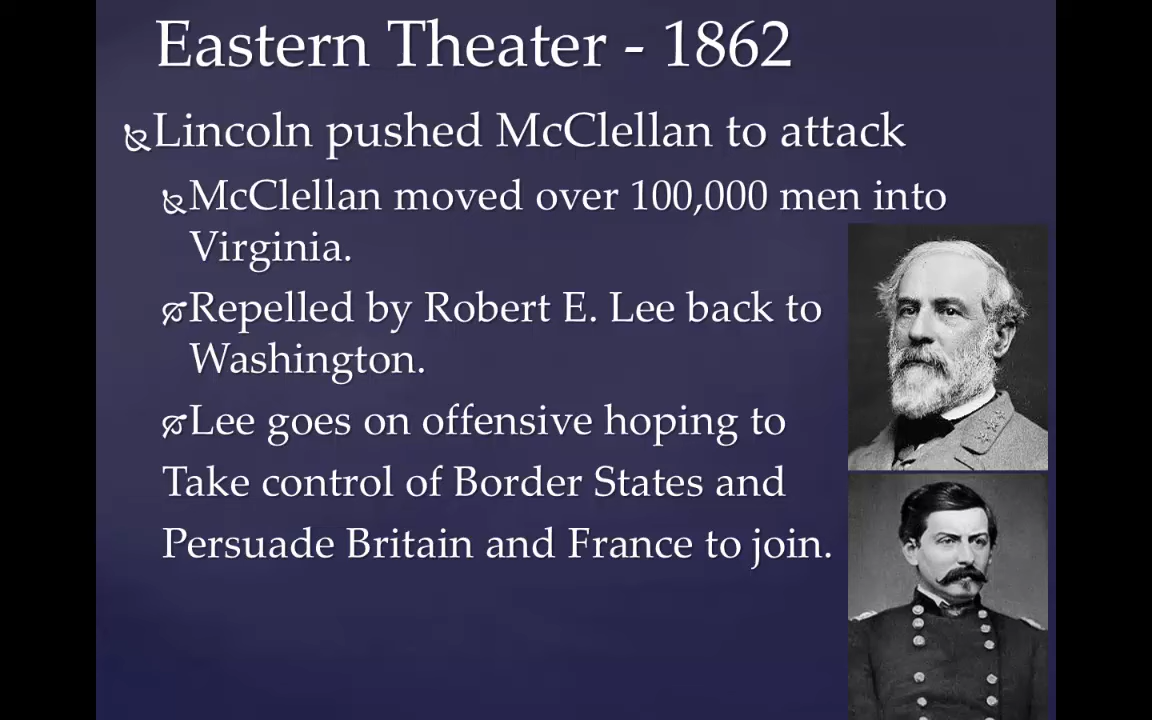 Eastern Theater - 1862
Lincoln pushed McClellan to attack
McClellan moved over 100,000 men into
Virginia.
Repelled by Robert E. Lee back to
Washington.
Lee goes on offensive hoping to
Take control of Border States and
Persuade Britain and France to join.